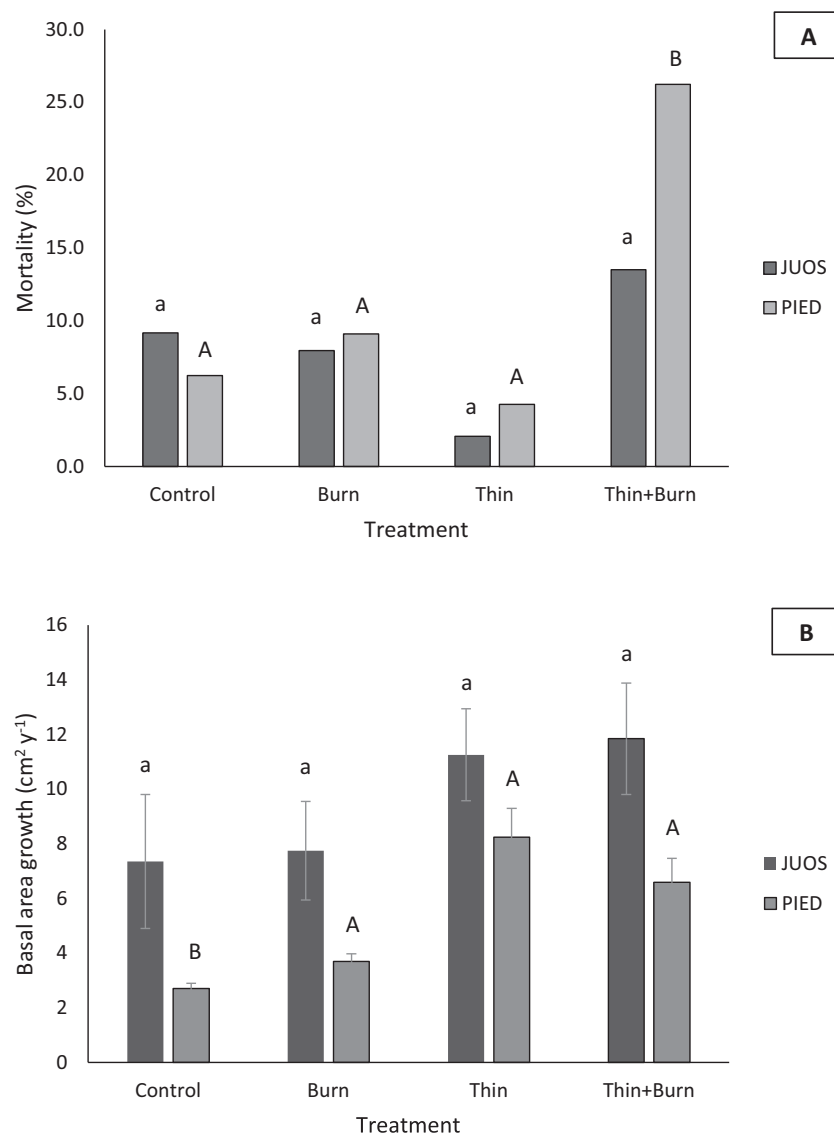 A
30.0
25.0
20.0
15.0
10.0
5.0
0.0
Mortality (%)
a
A
a
A
a
A
a
B
JUOS
PIED
Control Burn Thin Thin+Burn
Treatment
B
16
14
12
10
8
6
4
2
0
Basal area growth (cm² y⁻¹)
a
B
a
A
a
A
a
A
JUOS
PIED
Control Burn Thin Thin+Burn
Treatment